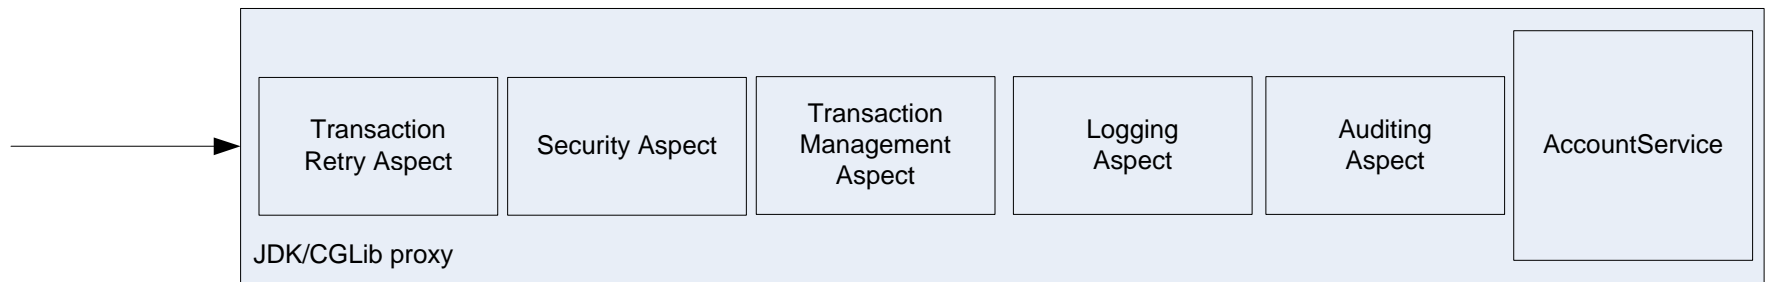 Transaction
Retry Aspect
Security Aspect
Transaction
Management
Aspect
Logging
Aspect
Auditing
Aspect
AccountService
JDK/CGLib proxy